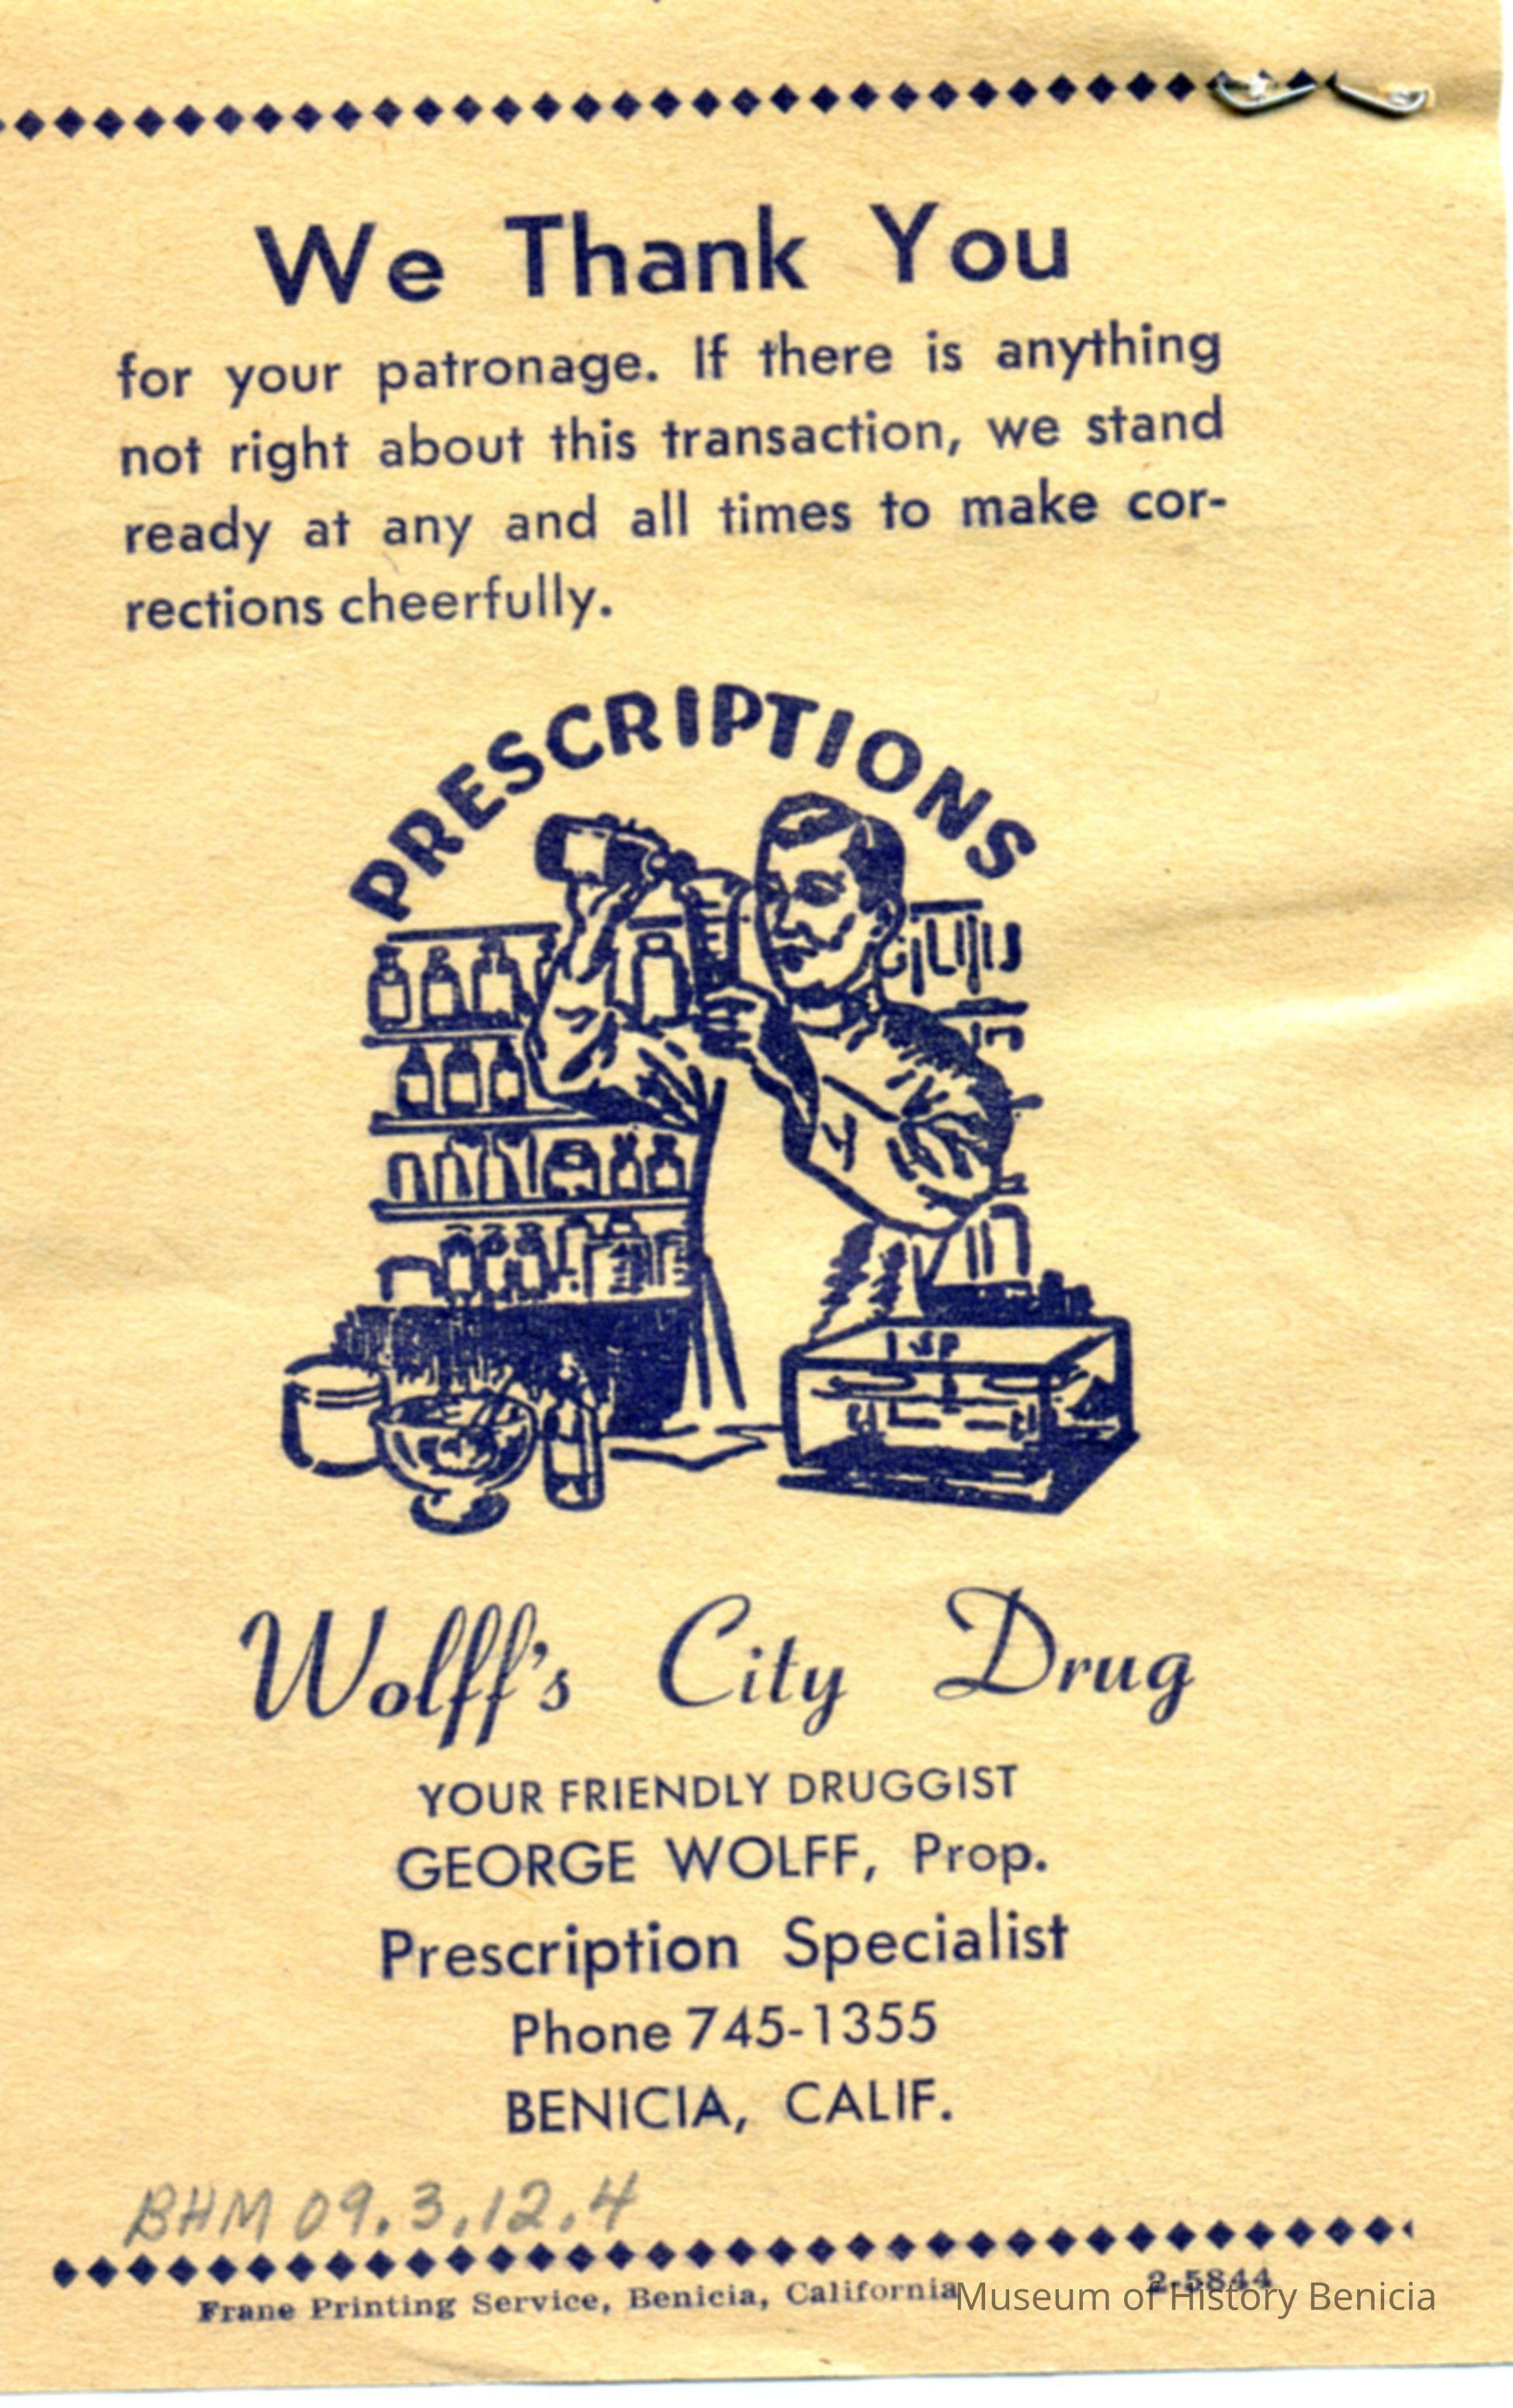 We Thank You
for your patronage. If there is anything
not right about this transaction, we stand
ready at any and all times to make cor-
rections cheerfully.
PRESCRIPTIONS
Wolff's City Drug
YOUR FRIENDLY DRUGGIST
GEORGE WOLFF, Prop.
Prescription Specialist
Phone 745-1355
BENICIA, CALIF.
BHM 09.3.12.4
Frane Printing Service, Benicia, California 2-5844
Museum of History Benicia